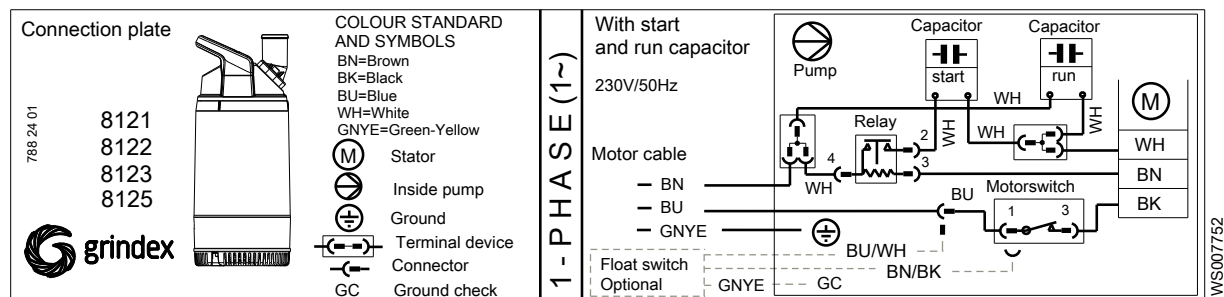 Connection plate
788 24 01
8121
8122
8123
8125
grindex
COLOUR STANDARD
AND SYMBOLS
BN=Brown
BK=Black
BU=Blue
WH=White
GNYE=Green-Yellow
M Stator
Inside pump
Ground
Terminal device
Connector
GC Ground check
1 - PHASE (1~)
With start
and run capacitor
230V/50Hz
Pump
Capacitor
start
Capacitor
run
WH
WH
WH
WH
M
WH
BN
BK
Relay
2
4
3
WH
Motor cable
BN
BU
GNYE
BU
Motorswitch
1 3
BU/WH
BN/BK
Float switch
Optional
GNYE
GC
WS007752